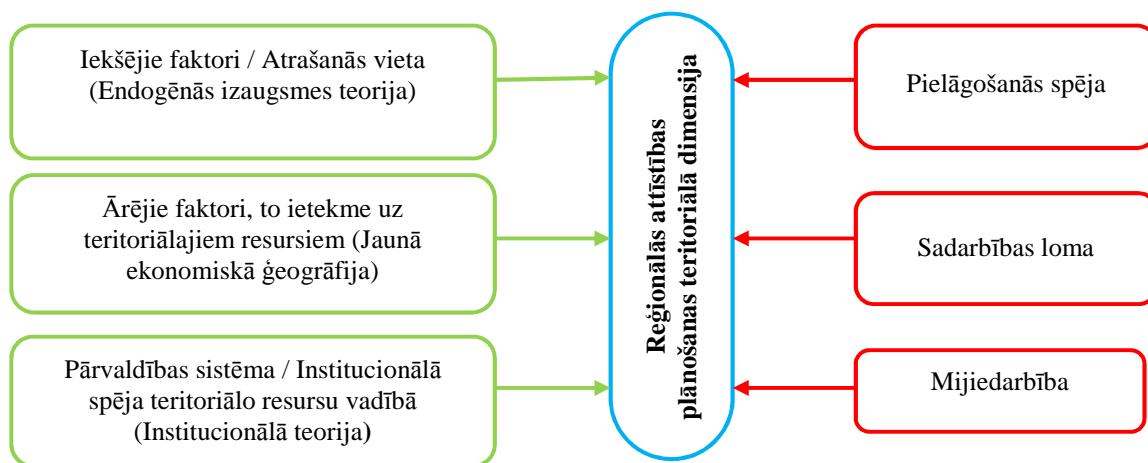 Iekšējie faktori / Atrašanās vieta
(Endogēnās izaugsmes teorija)
Ārējie faktori, to ietekme uz
teritoriālajiem resursiem (Jaunā
ekonomiskā ģeogrāfija)
Pārvaldības sistēma / Institucionālā
spēja teritoriālo resursu vadībā
(Institucionālā teorija)
Reģionālās attīstības
plānošanas teritoriālā dimensija
Pielāgošanās spēja
Sadarbības loma
Mijiedarbība